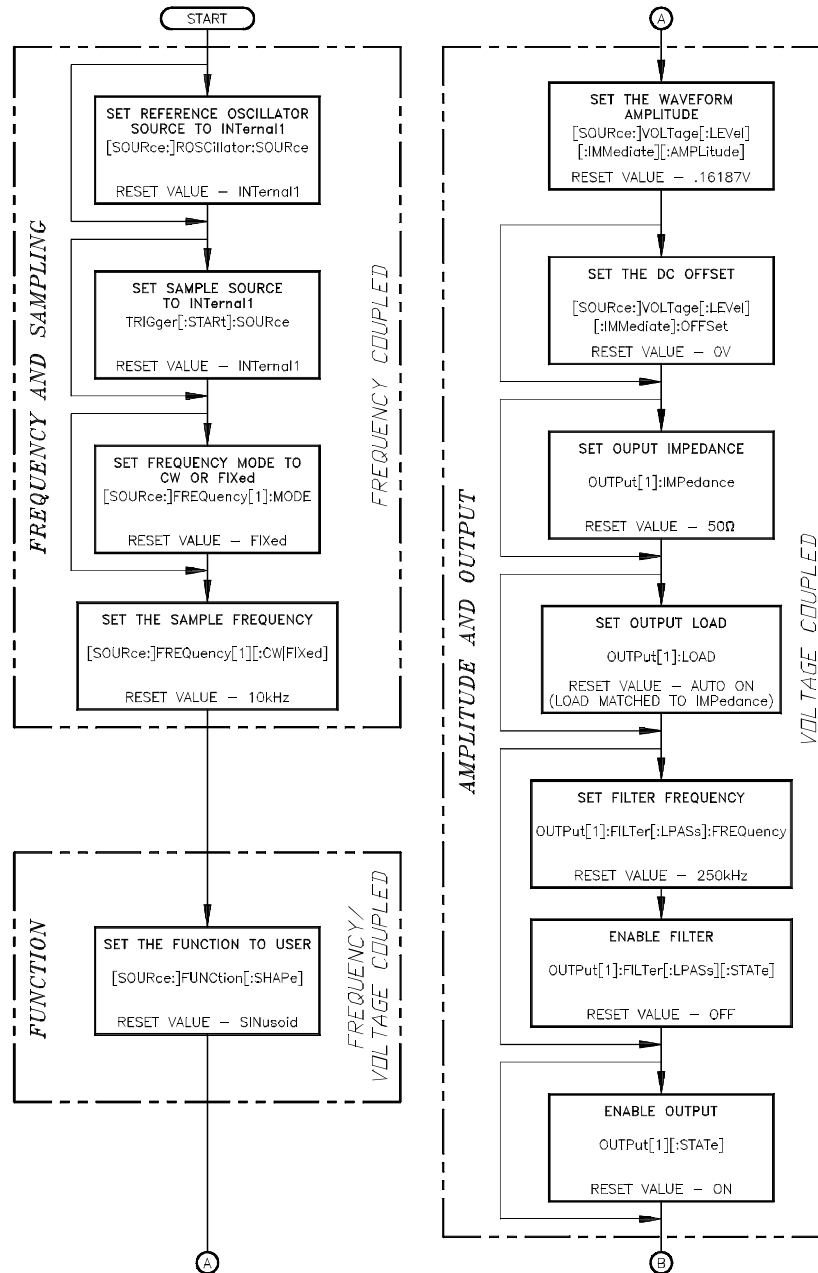 START
FREQUENCY AND SAMPLING
FREQUENCY COUPLED
SET REFERENCE OSCILLATOR
SOURCE TO INTernal1
[SOURce:]ROSCillator:SOURce
RESET VALUE – INTernal1
SET SAMPLE SOURCE
TO INTernal1
TRIGger[:STARt]:SOURce
RESET VALUE – INTernal1
SET FREQUENCY MODE TO
CW OR FIXed
[SOURce:]FREQuency[1]:MODE
RESET VALUE – FIXed
SET THE SAMPLE FREQUENCY
[SOURce:]FREQuency[1][:CW|FIXed]
RESET VALUE – 10kHz
FUNCTION
FREQUENCY/
VOLTAGE COUPLED
SET THE FUNCTION TO USER
[SOURce:]FUNCtion[:SHAPe]
RESET VALUE – SINusoid
A
A
AMPLITUDE AND OUTPUT
VOLTAGE COUPLED
SET THE WAVEFORM
AMPLITUDE
[SOURce:]VOLTage[:LEVel]
[:IMMediate][:AMPLitude]
RESET VALUE – .16187V
SET THE DC OFFSET
[SOURce:]VOLTage[:LEVel]
[:IMMediate]:OFFSet
RESET VALUE – 0V
SET OUPUT IMPEDANCE
OUTPut[1]:IMPedance
RESET VALUE – 50Ω
SET OUTPUT LOAD
OUTPut[1]:LOAD
RESET VALUE – AUTO ON
(LOAD MATCHED TO IMPedance)
SET FILTER FREQUENCY
OUTPut[1]:FILTer[:LPASs]:FREQuency
RESET VALUE – 250kHz
ENABLE FILTER
OUTPut[1]:FILTer[:LPASs][:STATe]
RESET VALUE – OFF
ENABLE OUTPUT
OUTPut[1][:STATe]
RESET VALUE – ON
B